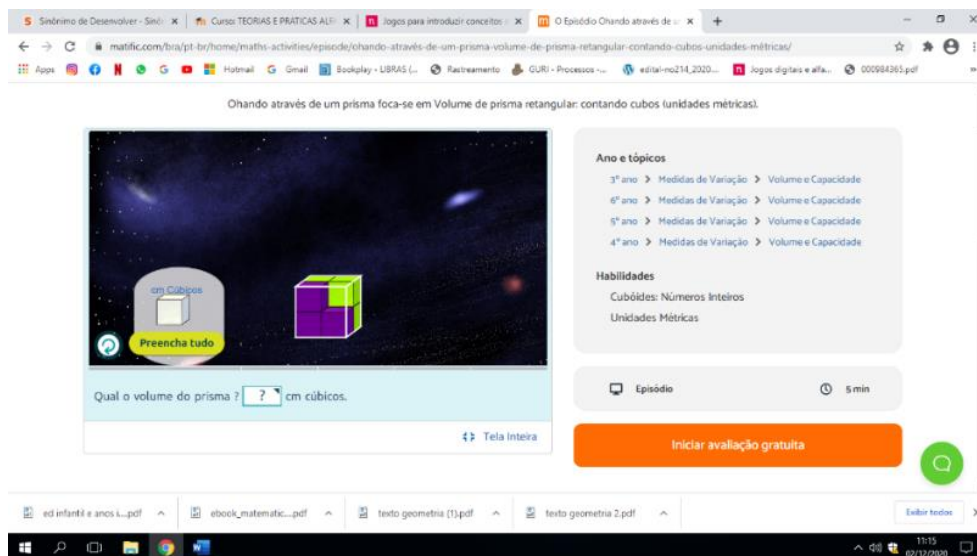 Sinônimo de Desenvolver - Sinô
Curso: TEORIAS E PRÁTICAS ALF
Jogos para introduzir conceitos
O Episódio Ohando através de
matific.com/bra/pt-br/home/maths-activities/episode/ohando-através-de-um-prisma-volume-de-prisma-retangular-contando-cubos-unidades-métricas/
Apps
Hotmail
Gmail
Bookplay - LIBRAS (...
Rastreamento
GURI - Processos -...
edital-no214_2020...
Jogos digitais e alfa...
000984365.pdf
Ohando através de um prisma foca-se em Volume de prisma retangular: contando cubos (unidades métricas).
cm Cúbicos
Preencha tudo
Qual o volume do prisma ? ? cm cúbicos.
Tela Inteira
Ano e tópicos
3º ano > Medidas de Variação > Volume e Capacidade
6º ano > Medidas de Variação > Volume e Capacidade
5º ano > Medidas de Variação > Volume e Capacidade
4º ano > Medidas de Variação > Volume e Capacidade
Habilidades
Cubóides: Números Inteiros
Unidades Métricas
Episódio
5 min
Iniciar avaliação gratuita
ed infantil e anos i....pdf
ebook_matematic....pdf
texto geometria (1).pdf
texto geometria 2.pdf
Exibir todos
11:15
02/12/2020